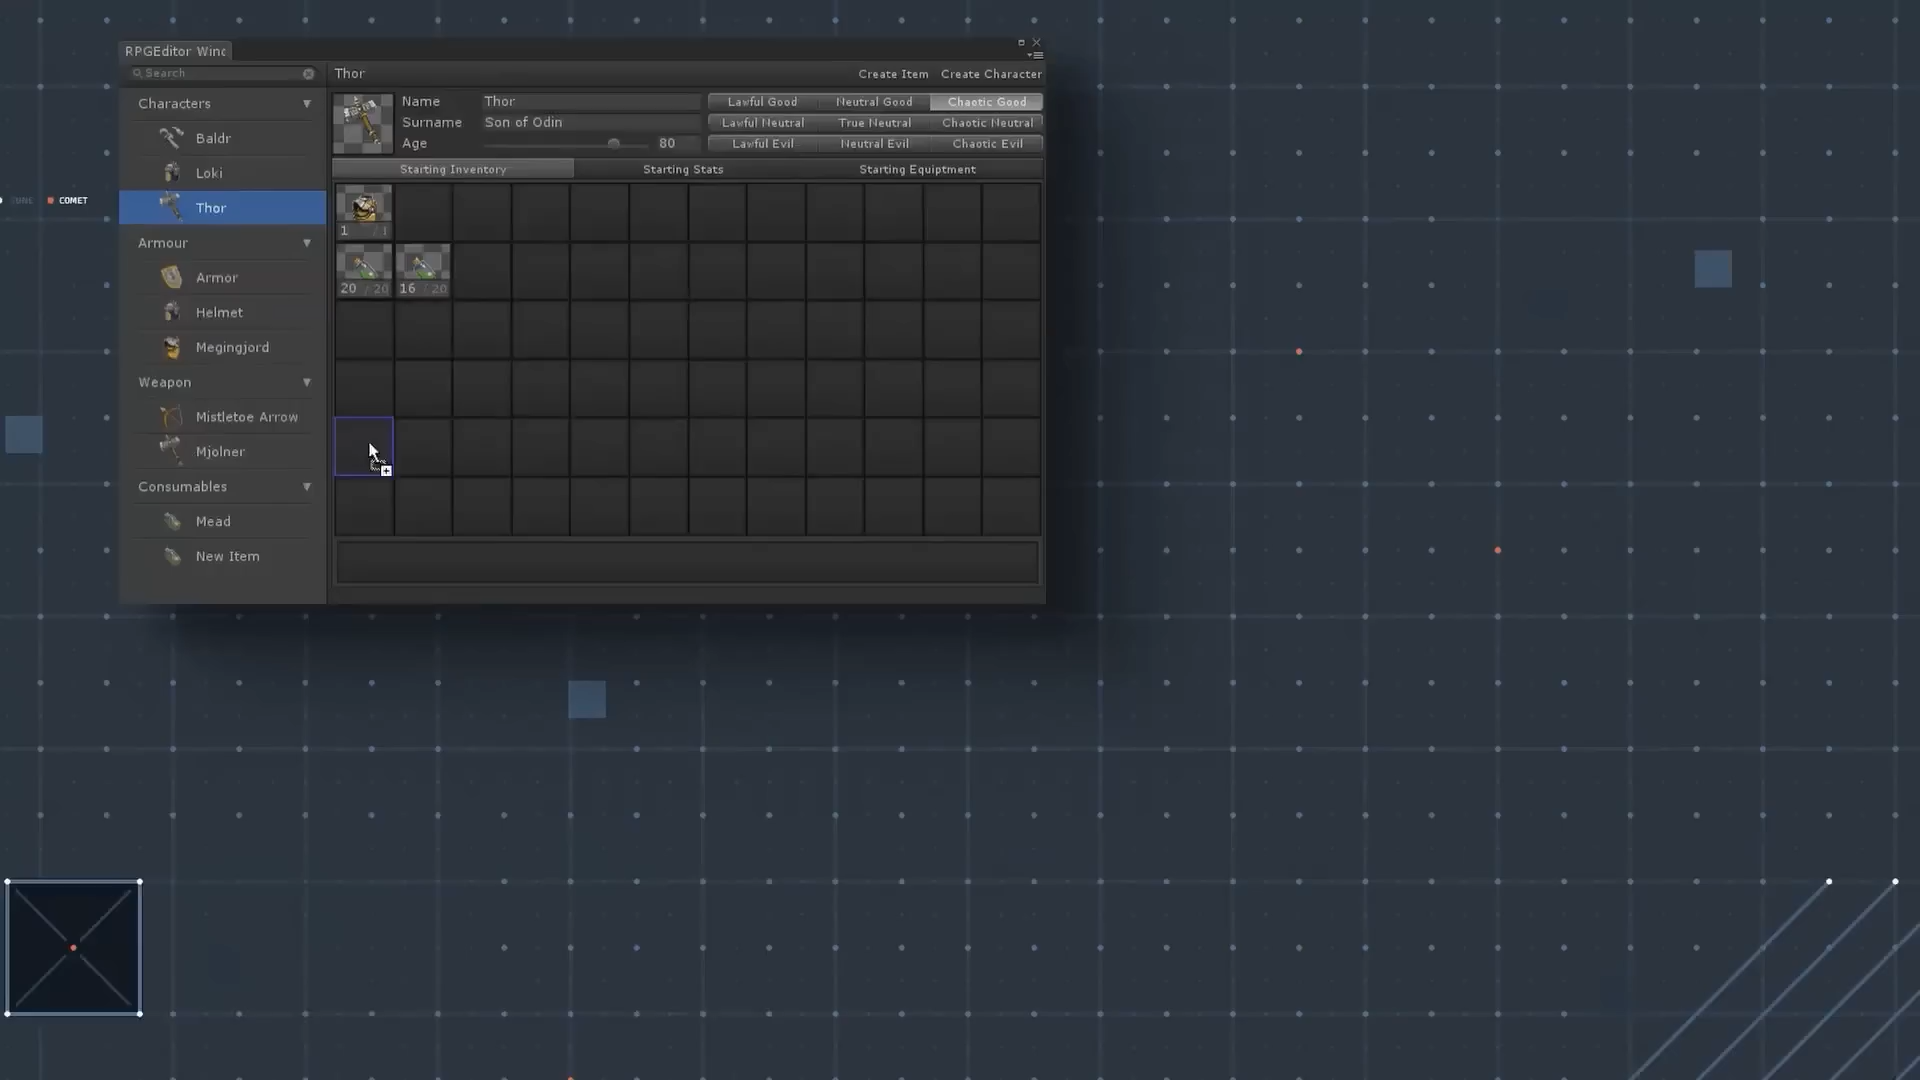 RPGEditor Winc
Search
Thor
Create Item
Create Character
Characters
Baldr
Loki
Thor
Armour
Armor
Helmet
Megingjord
Weapon
Mistletoe Arrow
Mjolner
Consumables
Mead
New Item
Name Thor
Surname Son of Odin
Age 80
Lawful Good Neutral Good Chaotic Good
Lawful Neutral True Neutral Chaotic Neutral
Lawful Evil Neutral Evil Chaotic Evil
Starting Inventory Starting Stats Starting Equiptment
1 / 1
20 / 20 16 / 20
COMET